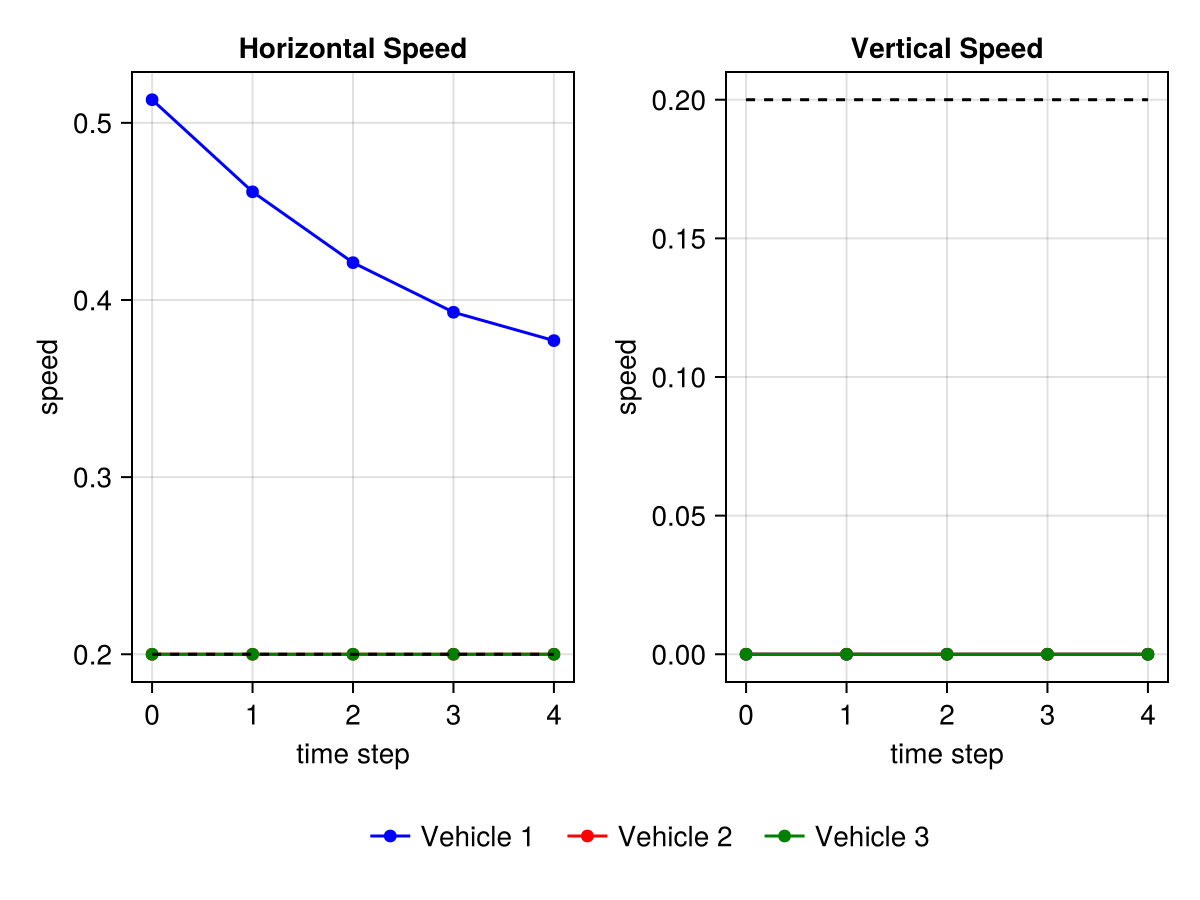 Horizontal Speed
0.5
0.4
0.3
0.2
speed
0 1 2 3 4
time step
Vertical Speed
0.20
0.15
0.10
0.05
0.00
speed
0 1 2 3 4
time step
Vehicle 1 Vehicle 2 Vehicle 3